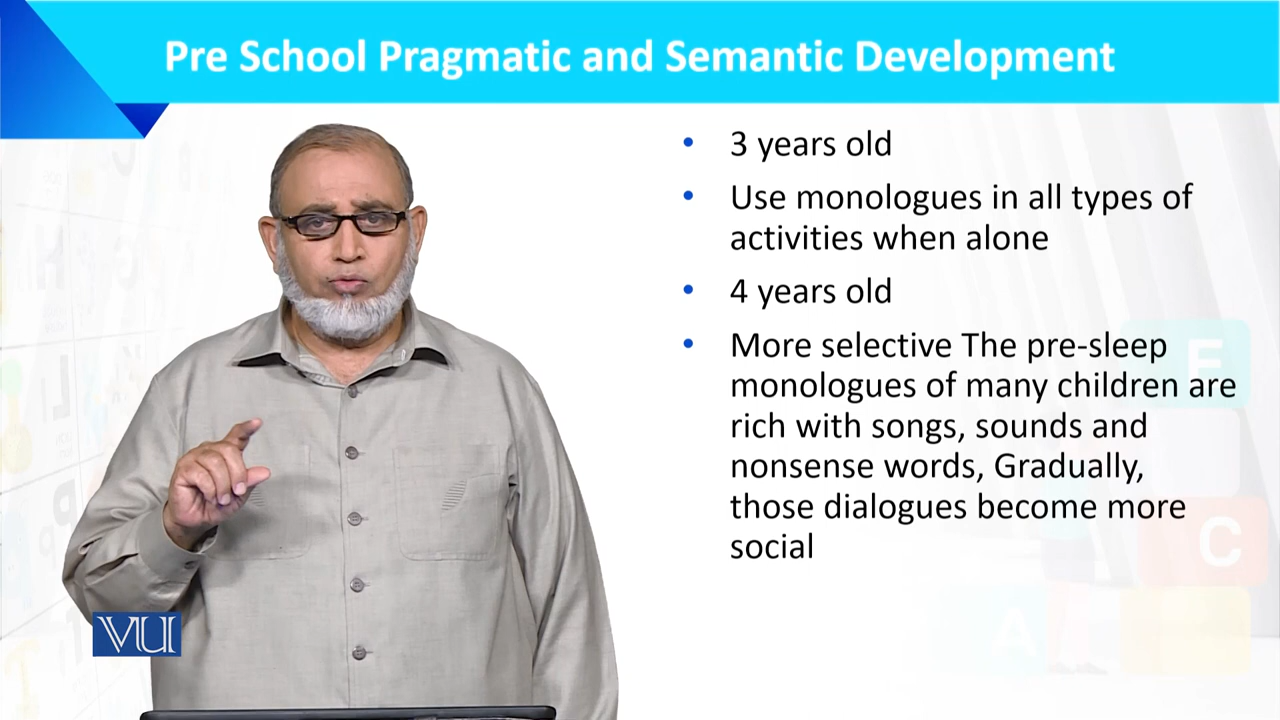 Pre School Pragmatic and Semantic Development
• 3 years old
• Use monologues in all types of
activities when alone
• 4 years old
• More selective The pre-sleep
monologues of many children are
rich with songs, sounds and
nonsense words, Gradually,
those dialogues become more
social
VU
E
C
A